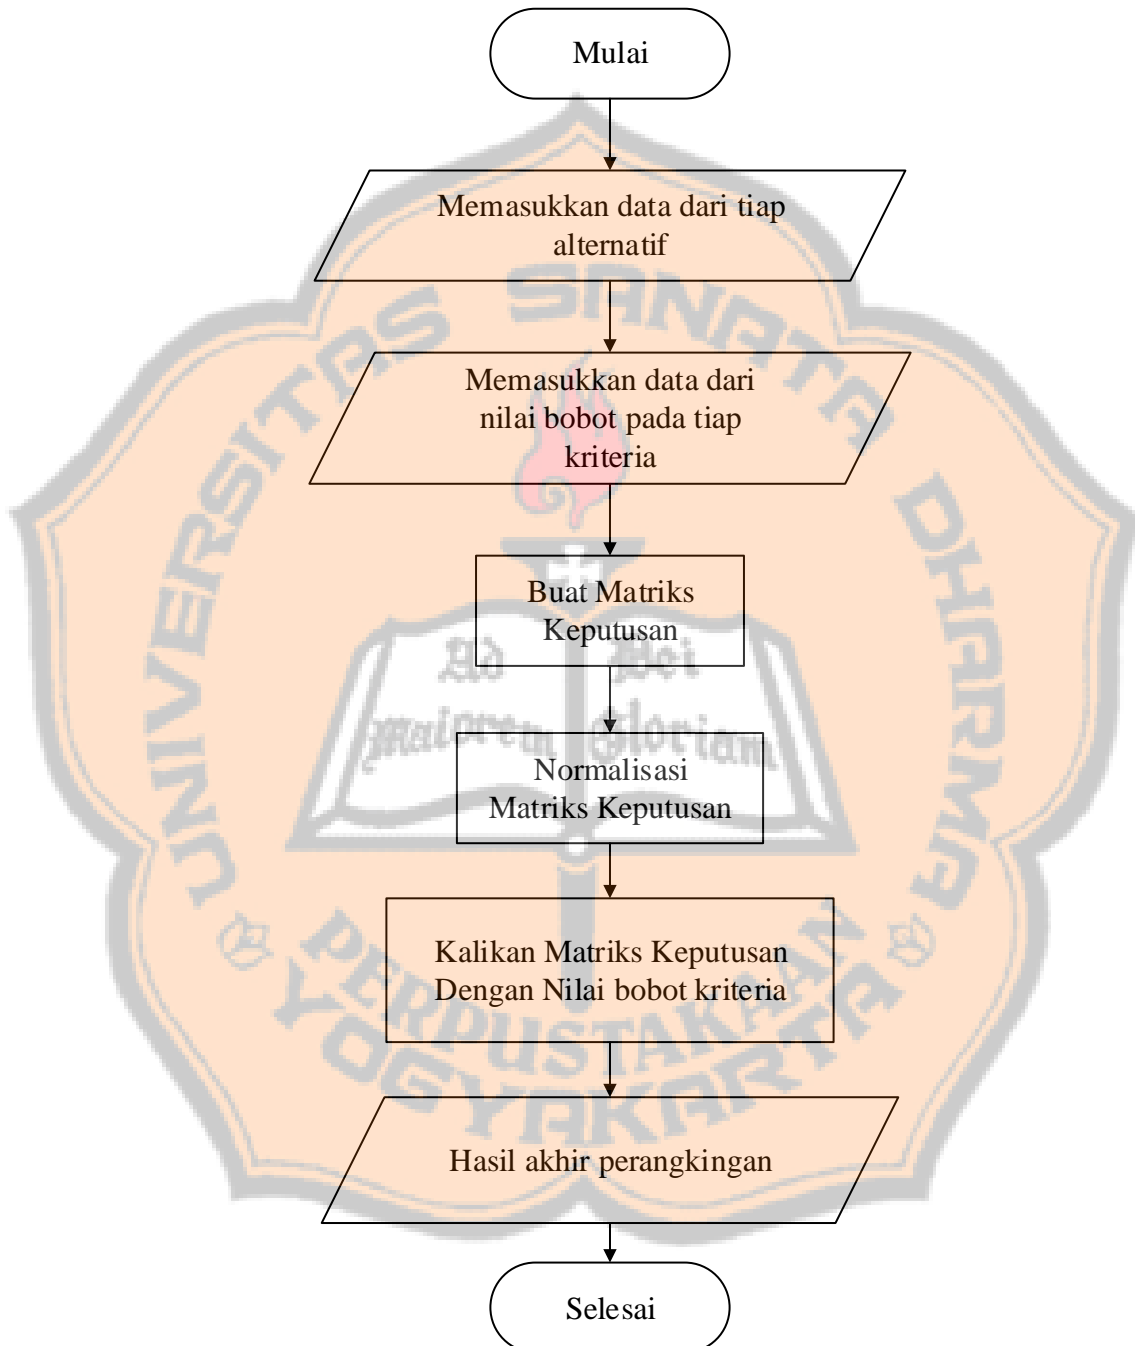 Mulai
Memasukkan data dari tiap
alternatif
UNIVERSITAS SANATA DHARMA
Memasukkan data dari
nilai bobot pada tiap
kriteria
Buat Matriks
Keputusan
Ad Dei
maiorem Gloriam
Normalisasi
Matriks Keputusan
Kalikan Matriks Keputusan
Dengan Nilai bobot kriteria
PERPUSTAKAAN
YOGYAKARTA
Hasil akhir perangkingan
Selesai